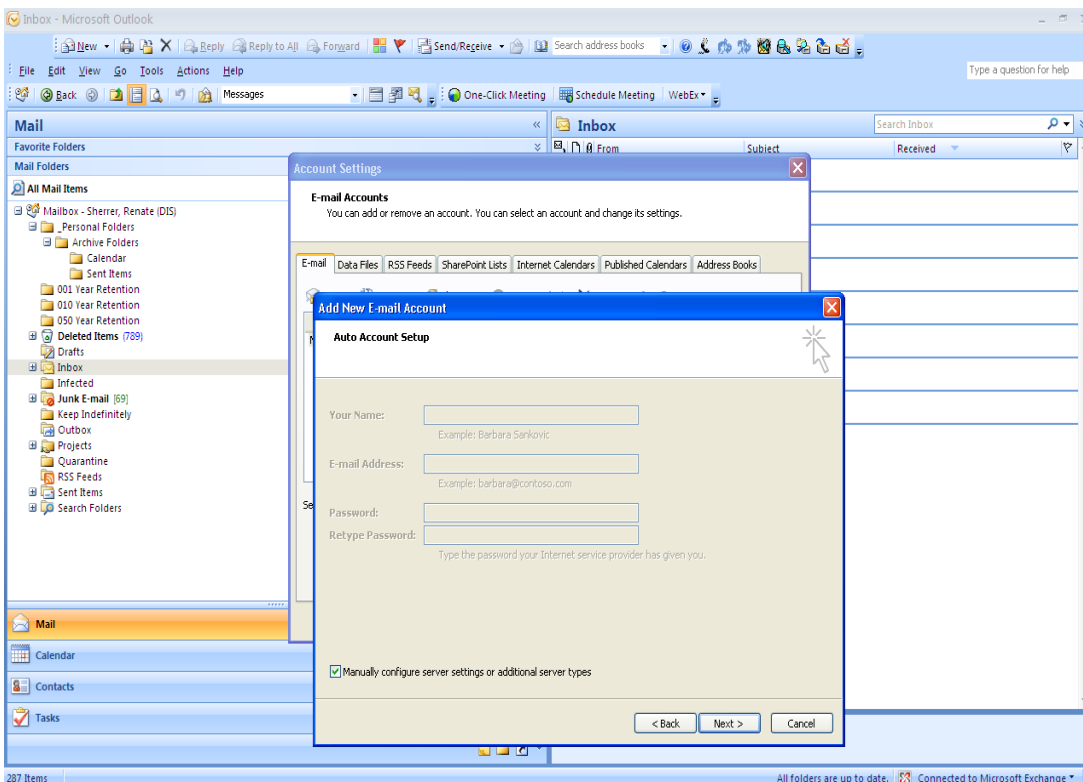 Inbox - Microsoft Outlook
New Reply Reply to All Forward Send/Receive Search address books
File Edit View Go Tools Actions Help Type a question for help
Back Messages One-Click Meeting Schedule Meeting WebEx
Mail « Inbox Search Inbox
Favorite Folders From Subject Received
Mail Folders
All Mail Items
Mailbox - Sherrer, Renate (DIS)
_Personal Folders
Archive Folders
Calendar
Sent Items
001 Year Retention
010 Year Retention
050 Year Retention
Deleted Items (789)
Drafts
Inbox
Infected
Junk E-mail [69]
Keep Indefinitely
Outbox
Projects
Quarantine
RSS Feeds
Sent Items
Search Folders
Mail
Calendar
Contacts
Tasks
Account Settings
E-mail Accounts
You can add or remove an account. You can select an account and change its settings.
E-mail Data Files RSS Feeds SharePoint Lists Internet Calendars Published Calendars Address Books
Add New E-mail Account
Auto Account Setup
Your Name:
Example: Barbara Sankovic
E-mail Address:
Example: barbara@contoso.com
Password:
Retype Password:
Type the password your Internet service provider has given you.
Manually configure server settings or additional server types
< Back Next > Cancel
287 Items All folders are up to date. Connected to Microsoft Exchange